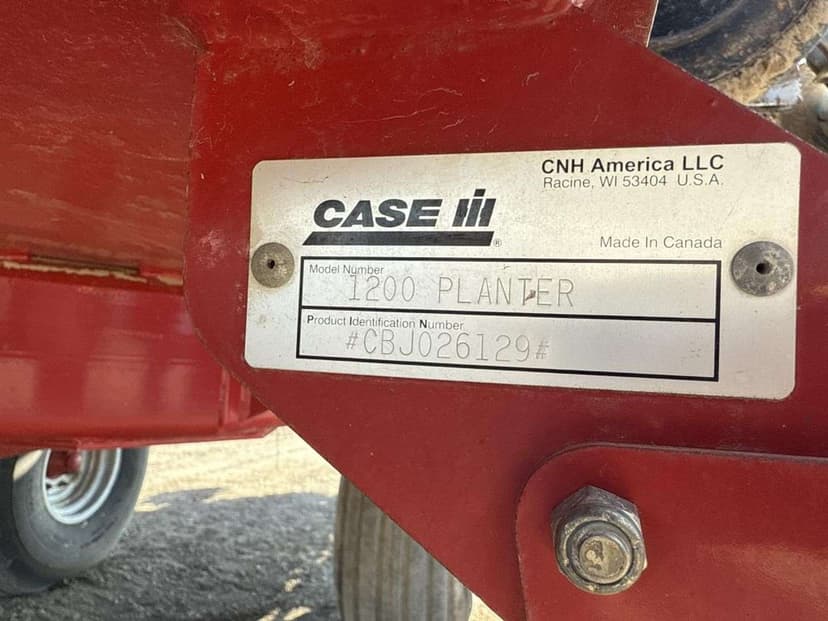 CNH America LLC
Racine, WI 53404 U.S.A.
CASE IH
®
Made In Canada
Model Number
1200 PLANTER
Product Identification Number
#CBJ026129#